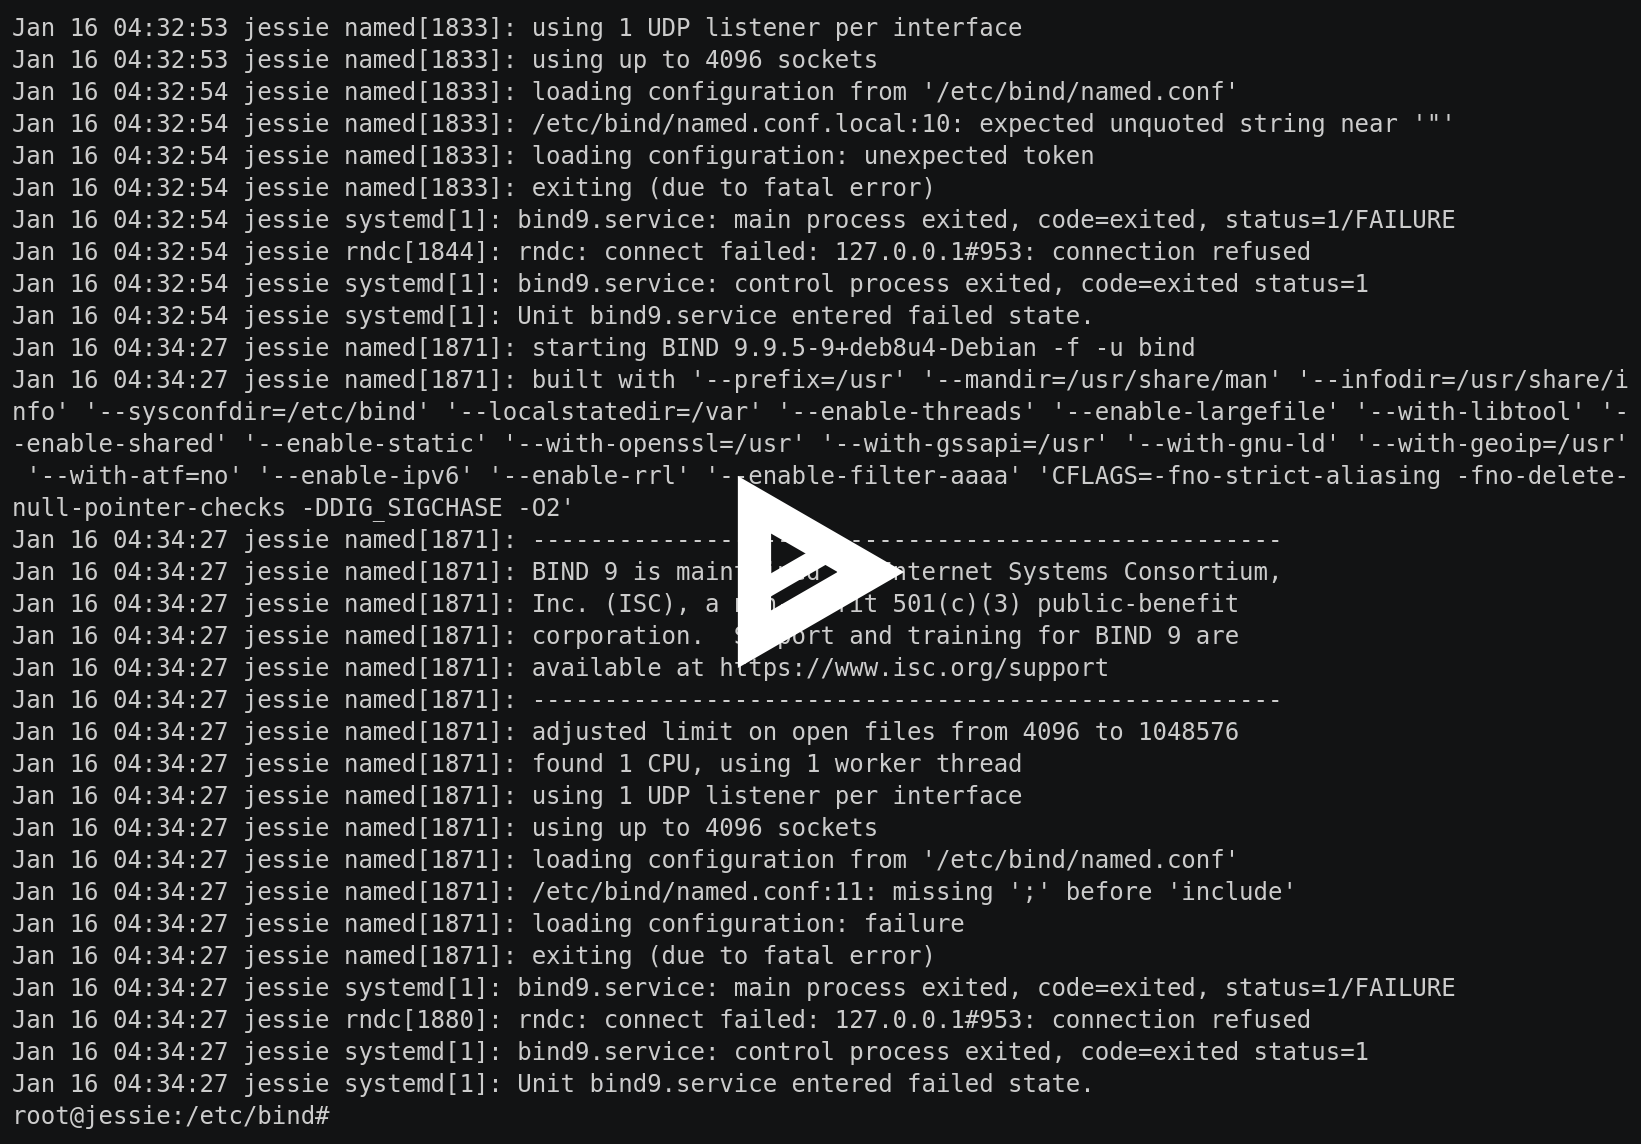 Jan 16 04:32:53 jessie named[1833]: using 1 UDP listener per interface
Jan 16 04:32:53 jessie named[1833]: using up to 4096 sockets
Jan 16 04:32:54 jessie named[1833]: loading configuration from '/etc/bind/named.conf'
Jan 16 04:32:54 jessie named[1833]: /etc/bind/named.conf.local:10: expected unquoted string near '"'
Jan 16 04:32:54 jessie named[1833]: loading configuration: unexpected token
Jan 16 04:32:54 jessie named[1833]: exiting (due to fatal error)
Jan 16 04:32:54 jessie systemd[1]: bind9.service: main process exited, code=exited, status=1/FAILURE
Jan 16 04:32:54 jessie rndc[1844]: rndc: connect failed: 127.0.0.1#953: connection refused
Jan 16 04:32:54 jessie systemd[1]: bind9.service: control process exited, code=exited status=1
Jan 16 04:32:54 jessie systemd[1]: Unit bind9.service entered failed state.
Jan 16 04:34:27 jessie named[1871]: starting BIND 9.9.5-9+deb8u4-Debian -f -u bind
Jan 16 04:34:27 jessie named[1871]: built with '--prefix=/usr' '--mandir=/usr/share/man' '--infodir=/usr/share/i
nfo' '--sysconfdir=/etc/bind' '--localstatedir=/var' '--enable-threads' '--enable-largefile' '--with-libtool' '-
-enable-shared' '--enable-static' '--with-openssl=/usr' '--with-gssapi=/usr' '--with-gnu-ld' '--with-geoip=/usr'
 '--with-atf=no' '--enable-ipv6' '--enable-rrl' '--enable-filter-aaaa' 'CFLAGS=-fno-strict-aliasing -fno-delete-
null-pointer-checks -DDIG_SIGCHASE -O2'
Jan 16 04:34:27 jessie named[1871]: ----------------------------------------------------
Jan 16 04:34:27 jessie named[1871]: BIND 9 is Internet Systems Consortium,
Jan 16 04:34:27 jessie named[1871]: Inc. (ISC), a 501(c)(3) public-benefit
Jan 16 04:34:27 jessie named[1871]: corporation.  Support and training for BIND 9 are
Jan 16 04:34:27 jessie named[1871]: available at https://www.isc.org/support
Jan 16 04:34:27 jessie named[1871]: ----------------------------------------------------
Jan 16 04:34:27 jessie named[1871]: adjusted limit on open files from 4096 to 1048576
Jan 16 04:34:27 jessie named[1871]: found 1 CPU, using 1 worker thread
Jan 16 04:34:27 jessie named[1871]: using 1 UDP listener per interface
Jan 16 04:34:27 jessie named[1871]: using up to 4096 sockets
Jan 16 04:34:27 jessie named[1871]: loading configuration from '/etc/bind/named.conf'
Jan 16 04:34:27 jessie named[1871]: /etc/bind/named.conf:11: missing ';' before 'include'
Jan 16 04:34:27 jessie named[1871]: loading configuration: failure
Jan 16 04:34:27 jessie named[1871]: exiting (due to fatal error)
Jan 16 04:34:27 jessie systemd[1]: bind9.service: main process exited, code=exited, status=1/FAILURE
Jan 16 04:34:27 jessie rndc[1880]: rndc: connect failed: 127.0.0.1#953: connection refused
Jan 16 04:34:27 jessie systemd[1]: bind9.service: control process exited, code=exited status=1
Jan 16 04:34:27 jessie systemd[1]: Unit bind9.service entered failed state.
root@jessie:/etc/bind#